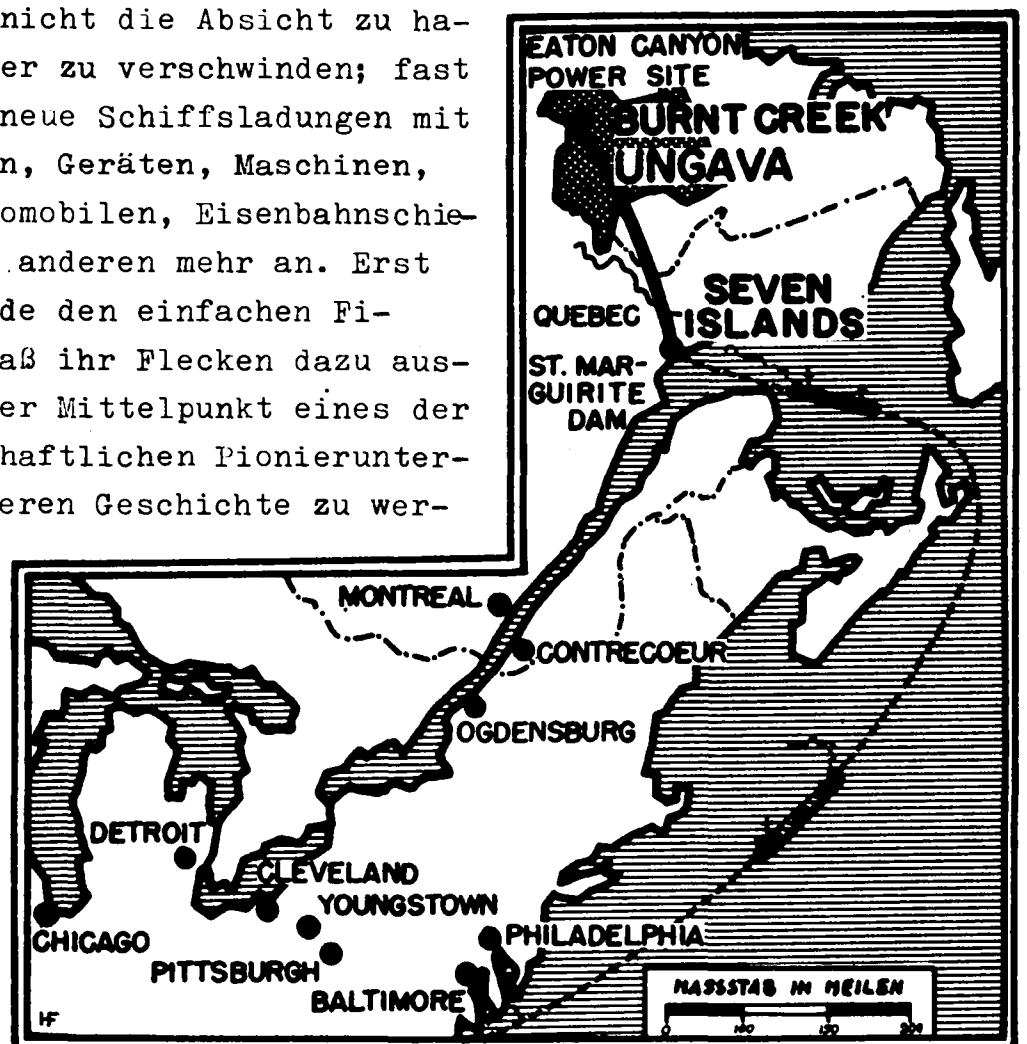 nicht die Absicht zu ha-
er zu verschwinden; fast
neue Schiffsladungen mit
n, Geräten, Maschinen,
omobilen, Eisenbahnschie-
anderen mehr an. Erst
de den einfachen Fi-
aß ihr Flecken dazu aus-
er Mittelpunkt eines der
haftlichen Pionierunter-
eren Geschichte zu wer-
EATON CANYON
POWER SITE
BURNT CREEK
UNGAVA
SEVEN
ISLANDS
QUEBEC
ST. MAR-
GUIRITE
DAM
MONTREAL
CONTRECOEUR
OGDENSBURG
DETROIT
CLEVELAND
YOUNGSTOWN
CHICAGO
PITTSBURGH
PHILADELPHIA
BALTIMORE
MASSSTAB IN MEILEN
0
HF